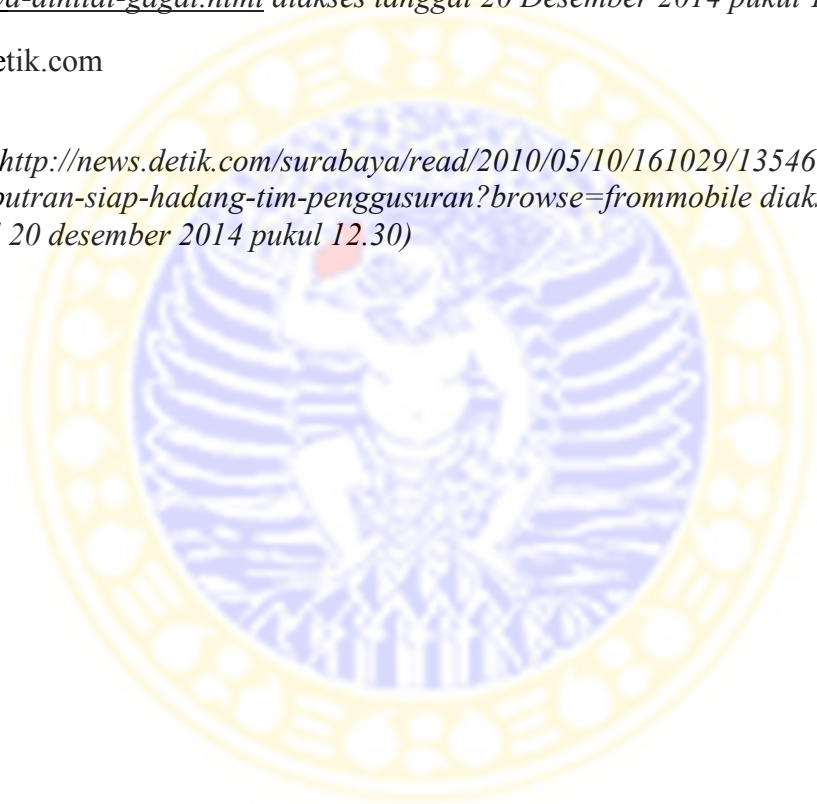 ya-dinilai-gagal.html diakses tanggal 20 Desember 2014 pukul 1
etik.com
http://news.detik.com/surabaya/read/2010/05/10/161029/13546
putran-siap-hadang-tim-penggusuran?browse=frommobile diaks
20 desember 2014 pukul 12.30)